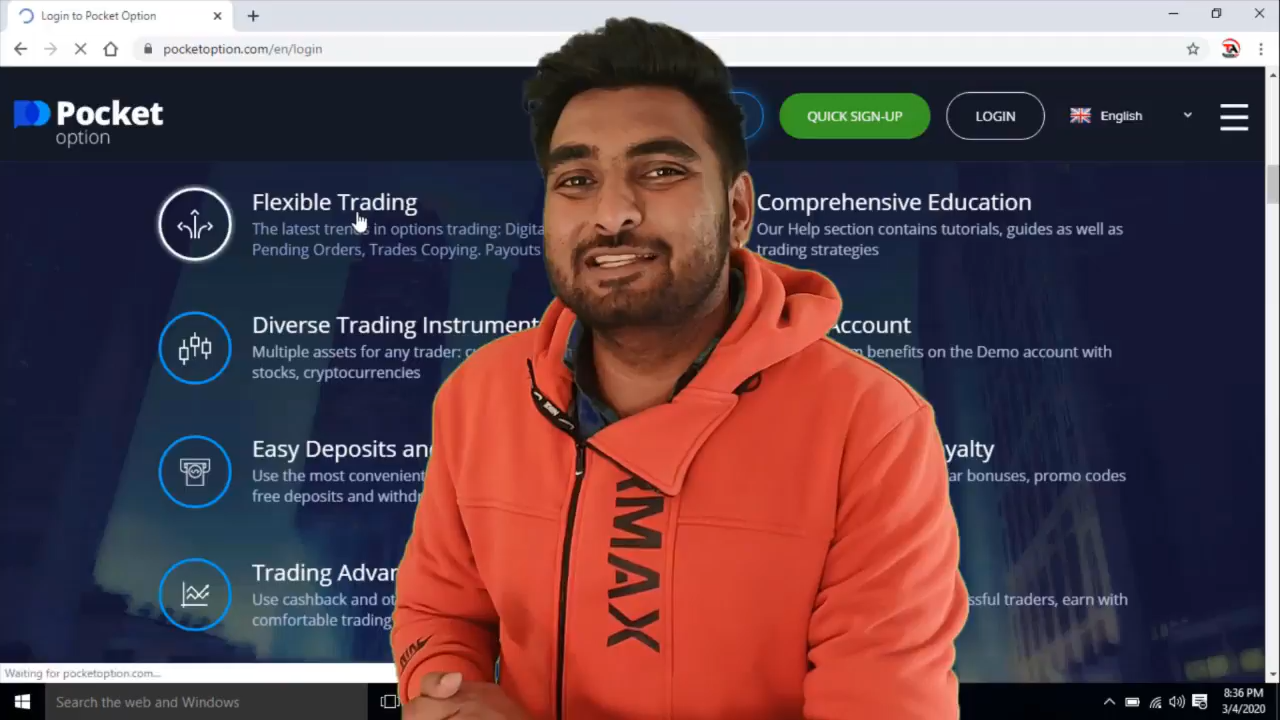 Login to Pocket Option
pocketoption.com/en/login
Pocket
option
QUICK SIGN-UP
LOGIN
English
Flexible Trading
The latest trends in options trading: Digita
Pending Orders, Trades Copying. Payouts
Comprehensive Education
Our Help section contains tutorials, guides as well as
trading strategies
Diverse Trading Instrument
Multiple assets for any trader: c
stocks, cryptocurrencies
Account
benefits on the Demo account with
Easy Deposits an
Use the most convenient
free deposits and withd
yalty
ar bonuses, promo codes
Trading Advan
Use cashback and ot
comfortable trading
ssful traders, earn with
RMAX
Waiting for pocketoption.com...
Search the web and Windows
8:36 PM
3/4/2020